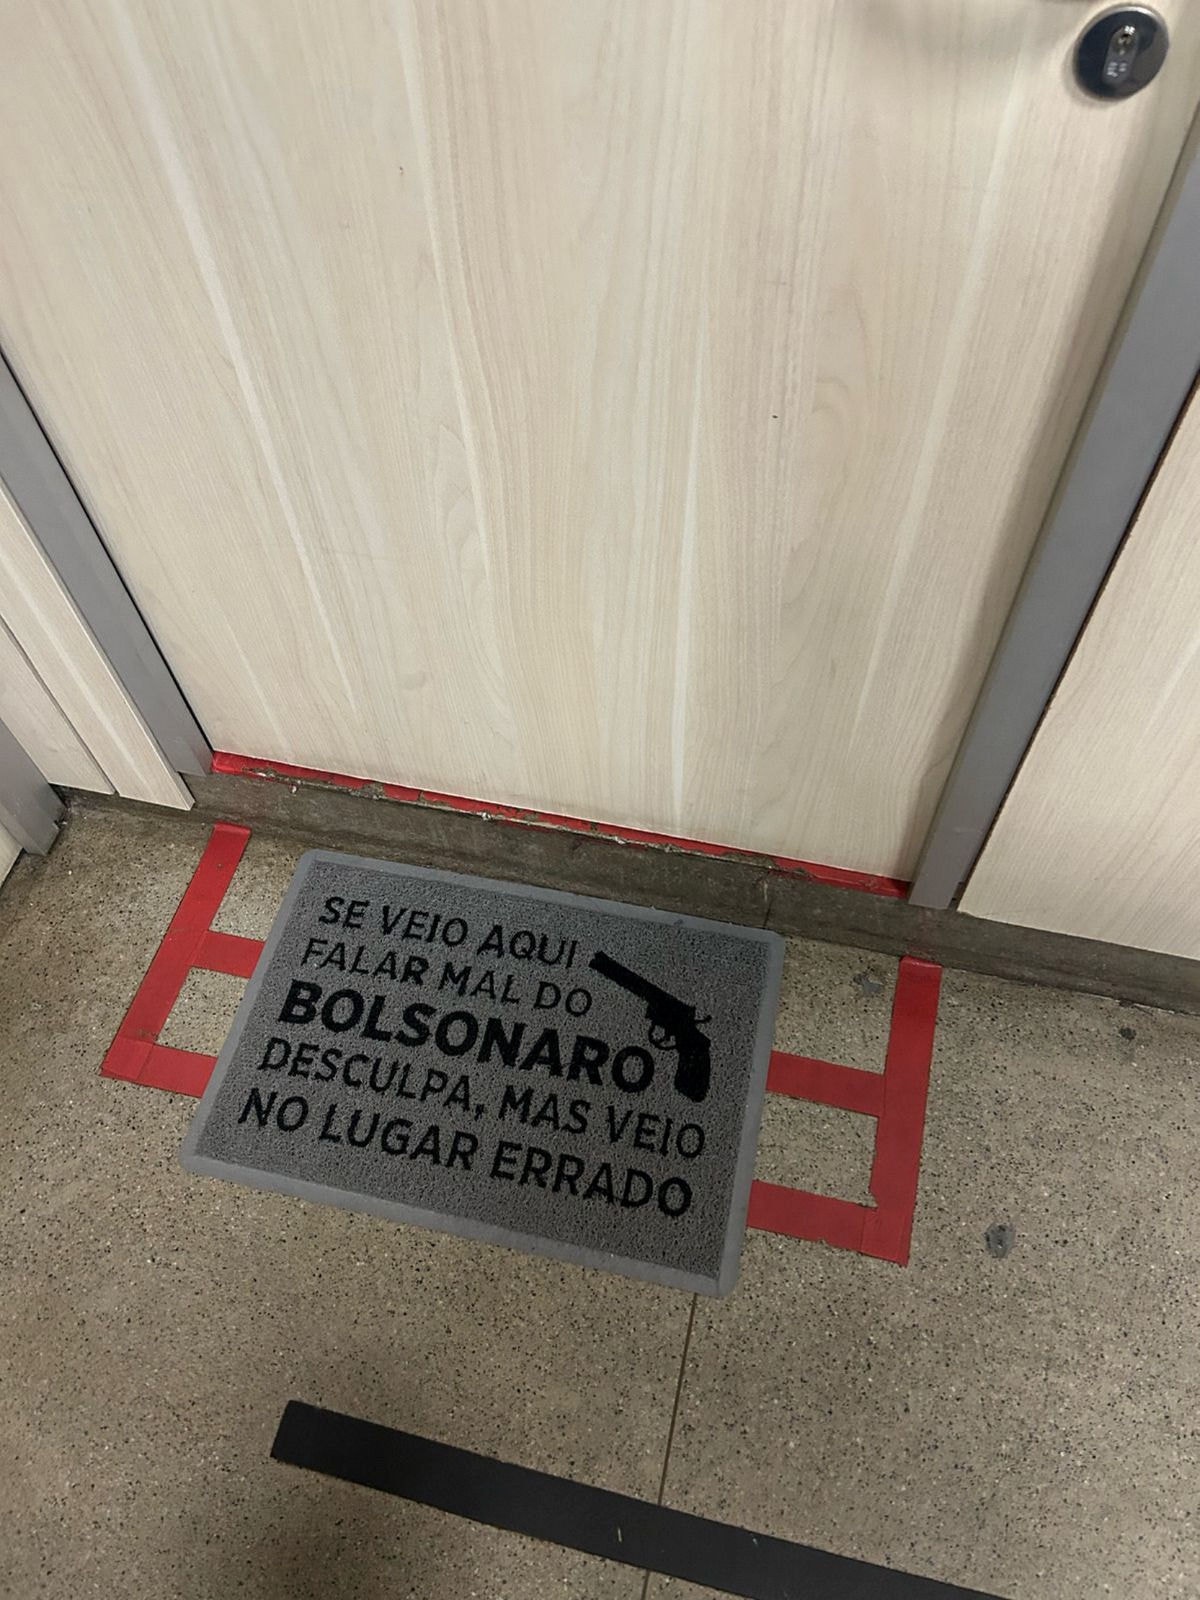 SE VEIO AQUI
FALAR MAL DO
BOLSONARO
DESCULPA, MAS VEIO
NO LUGAR ERRADO